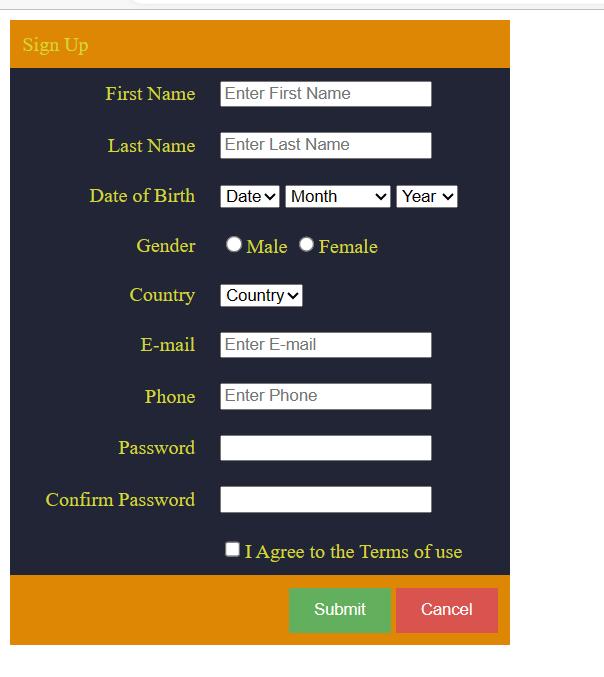 Sign Up
First Name Enter First Name
Last Name Enter Last Name
Date of Birth Date Month Year
Gender Male Female
Country Country
E-mail Enter E-mail
Phone Enter Phone
Password
Confirm Password
I Agree to the Terms of use
Submit Cancel